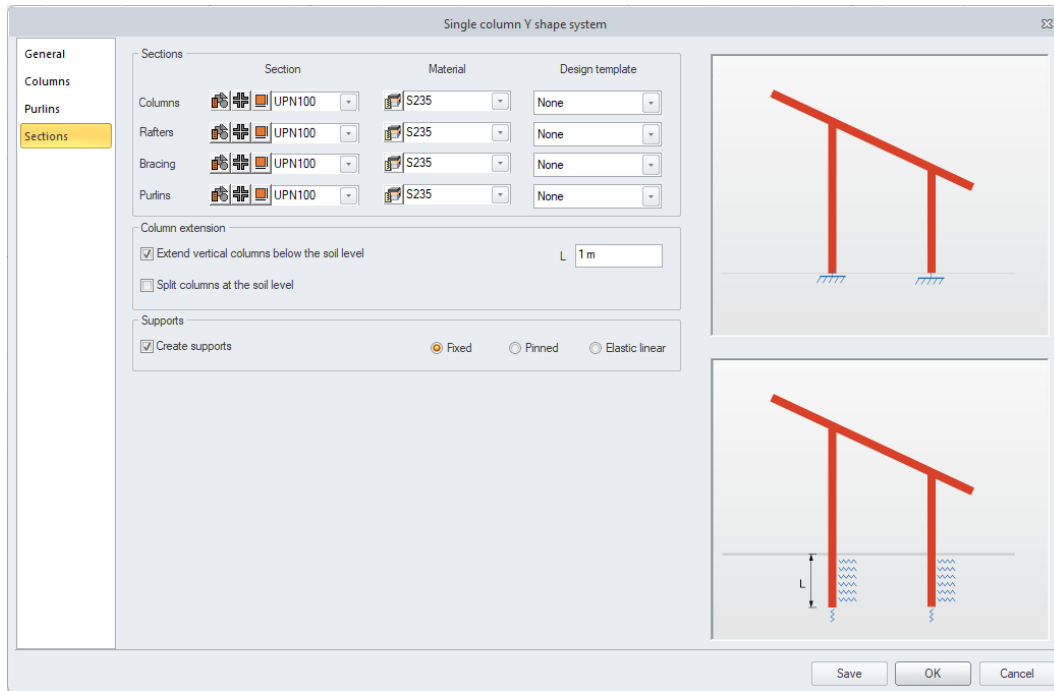 Single column Y shape system
General
Columns
Purlins
Sections
Sections
Section Material Design template
Columns UPN100 S235 None
Rafters UPN100 S235 None
Bracing UPN100 S235 None
Purlins UPN100 S235 None
Column extension
Extend vertical columns below the soil level L 1 m
Split columns at the soil level
Supports
Create supports Fixed Pinned Elastic linear
L
Save OK Cancel